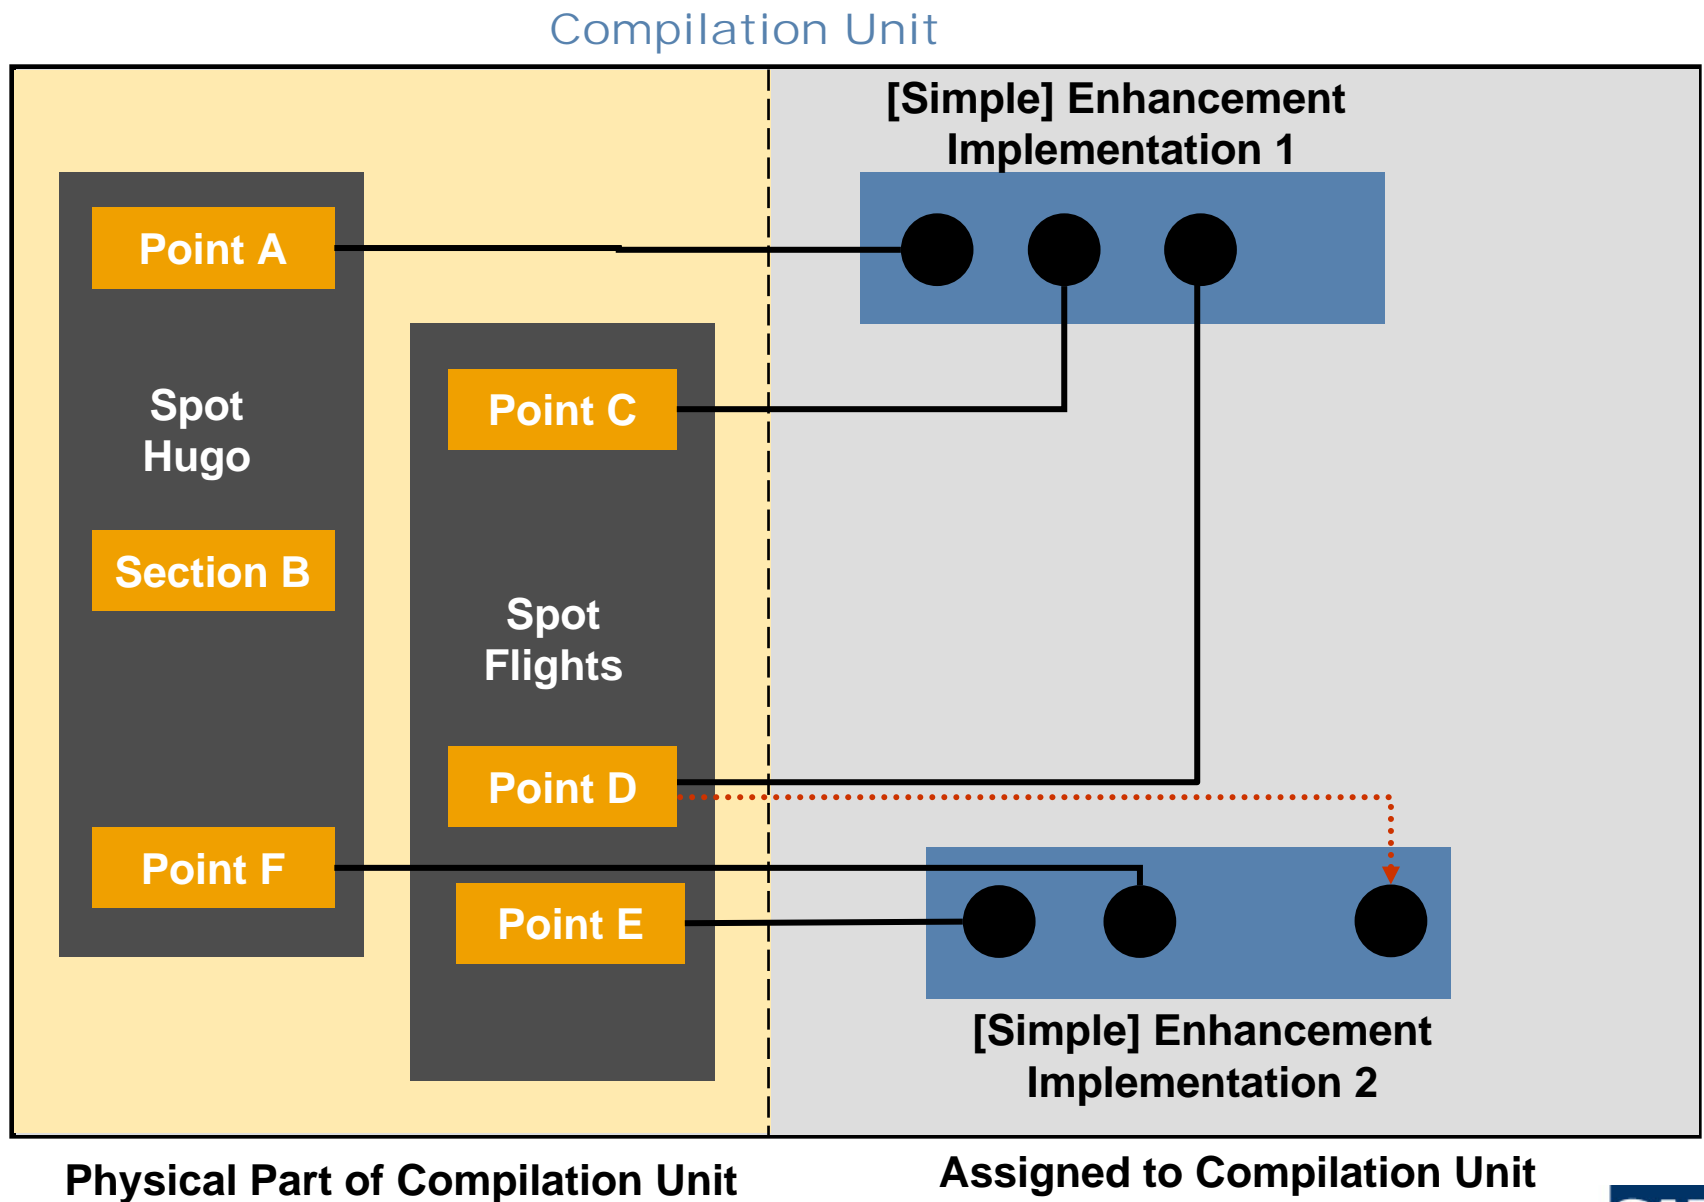 Compilation Unit
[Simple] Enhancement
Implementation 1
Point A
Spot
Hugo
Point C
Section B
Spot
Flights
Point D
Point F
Point E
[Simple] Enhancement
Implementation 2
Physical Part of Compilation Unit
Assigned to Compilation Unit